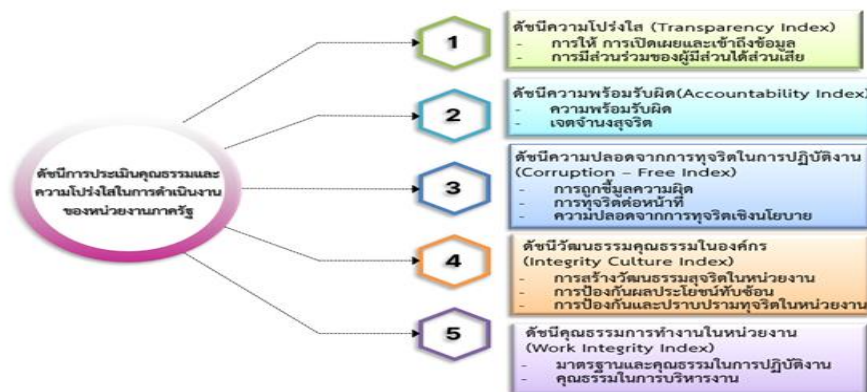 ดัชนีการประเมินคุณธรรมและ
ความโปร่งใสในการดำเนินงาน
ของหน่วยงานภาครัฐ
1
ดัชนีความโปร่งใส (Transparency Index)
- การให้ การเปิดเผยและเข้าถึงข้อมูล
- การมีส่วนร่วมของผู้มีส่วนได้ส่วนเสีย
2
ดัชนีความพร้อมรับผิด(Accountability Index)
- ความพร้อมรับผิด
- เจตจำนงสุจริต
3
ดัชนีความปลอดจากการทุจริตในการปฏิบัติงาน
(Corruption – Free Index)
- การถูกชี้มูลความผิด
- การทุจริตต่อหน้าที่
- ความปลอดจากการทุจริตเชิงนโยบาย
4
ดัชนีวัฒนธรรมคุณธรรมในองค์กร
(Integrity Culture Index)
- การสร้างวัฒนธรรมสุจริตในหน่วยงาน
- การป้องกันผลประโยชน์ทับซ้อน
- การป้องกันและปราบปรามทุจริตในหน่วยงาน
5
ดัชนีคุณธรรมการทำงานในหน่วยงาน
(Work Integrity Index)
- มาตรฐานและคุณธรรมในการปฏิบัติงาน
- คุณธรรมในการบริหารงาน